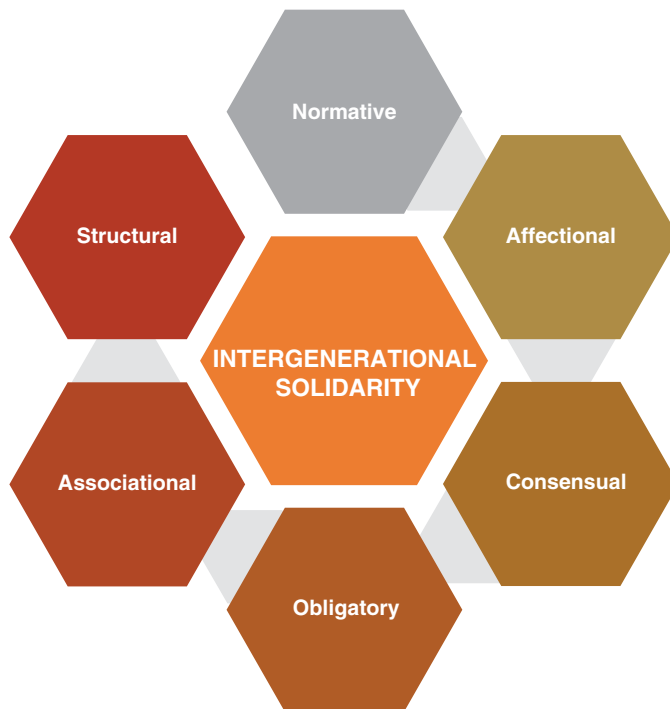 Normative
Structural
Affectional
INTERGENERATIONAL
SOLIDARITY
Associational
Consensual
Obligatory